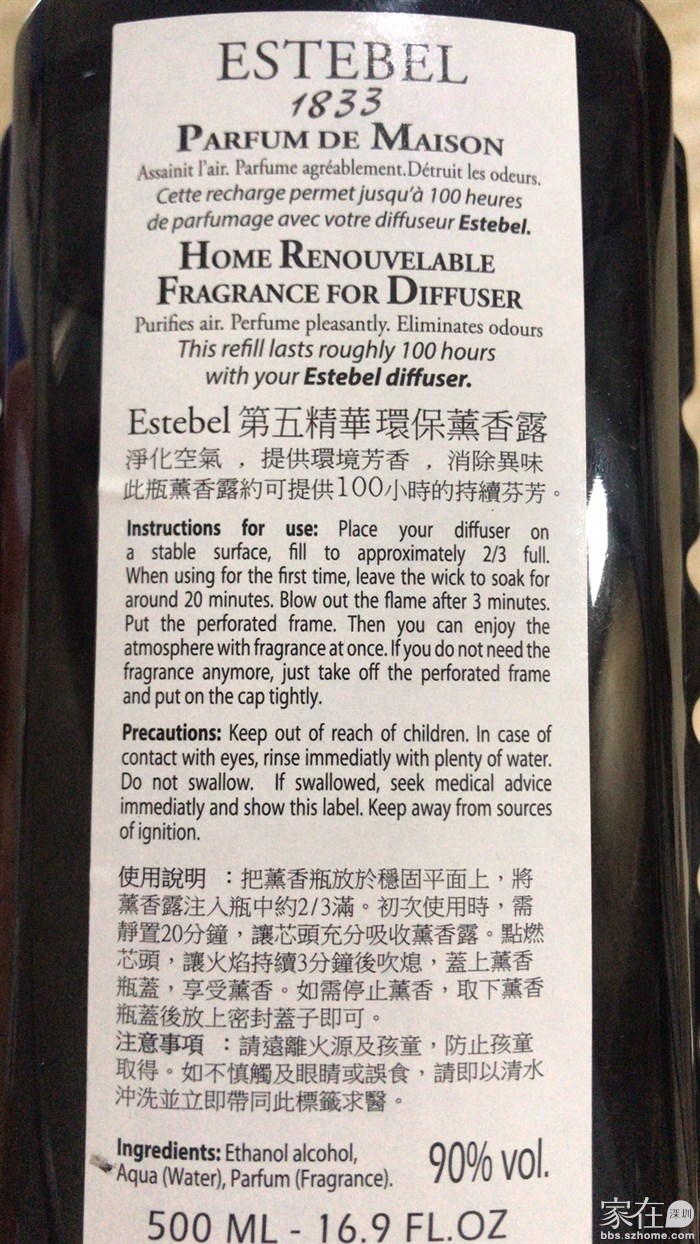 ESTEBEL
1833
PARFUM DE MAISON
Assainit l'air. Parfume agréablement.Détruit les odeurs.
Cette recharge permet jusqu'à 100 heures
de parfumage avec votre diffuseur Estebel.
HOME RENOUVELABLE
FRAGRANCE FOR DIFFUSER
Purifies air. Perfume pleasantly. Eliminates odours
This refill lasts roughly 100 hours
with your Estebel diffuser.
Estebel 第五精華環保薰香露
淨化空氣 ，提供環境芳香 ，消除異味
此瓶薰香露約可提供100小時的持續芬芳。
Instructions for use: Place your diffuser on
a stable surface, fill to approximately 2/3 full.
When using for the first time, leave the wick to soak for
around 20 minutes. Blow out the flame after 3 minutes.
Put the perforated frame. Then you can enjoy the
atmosphere with fragrance at once. If you do not need the
fragrance anymore, just take off the perforated frame
and put on the cap tightly.
Precautions: Keep out of reach of children. In case of
contact with eyes, rinse immediatly with plenty of water.
Do not swallow. If swallowed, seek medical advice
immediatly and show this label. Keep away from sources
of ignition.
使用說明 ：把薰香瓶放於穩固平面上，將
薰香露注入瓶中約2/3滿。初次使用時，需
靜置20分鐘，讓芯頭充分吸收薰香露。點燃
芯頭，讓火焰持續3分鐘後吹熄，蓋上薰香
瓶蓋，享受薰香。如需停止薰香，取下薰香
瓶蓋後放上密封蓋子即可。
注意事項 ：請遠離火源及孩童，防止孩童
取得。如不慎觸及眼睛或誤食，請即以清水
沖洗並立即帶同此標籤求醫。
Ingredients: Ethanol alcohol,
Aqua (Water), Parfum (Fragrance).
90% vol.
500 ML - 16.9 FL.OZ
家在深圳
bbs.szhome.com